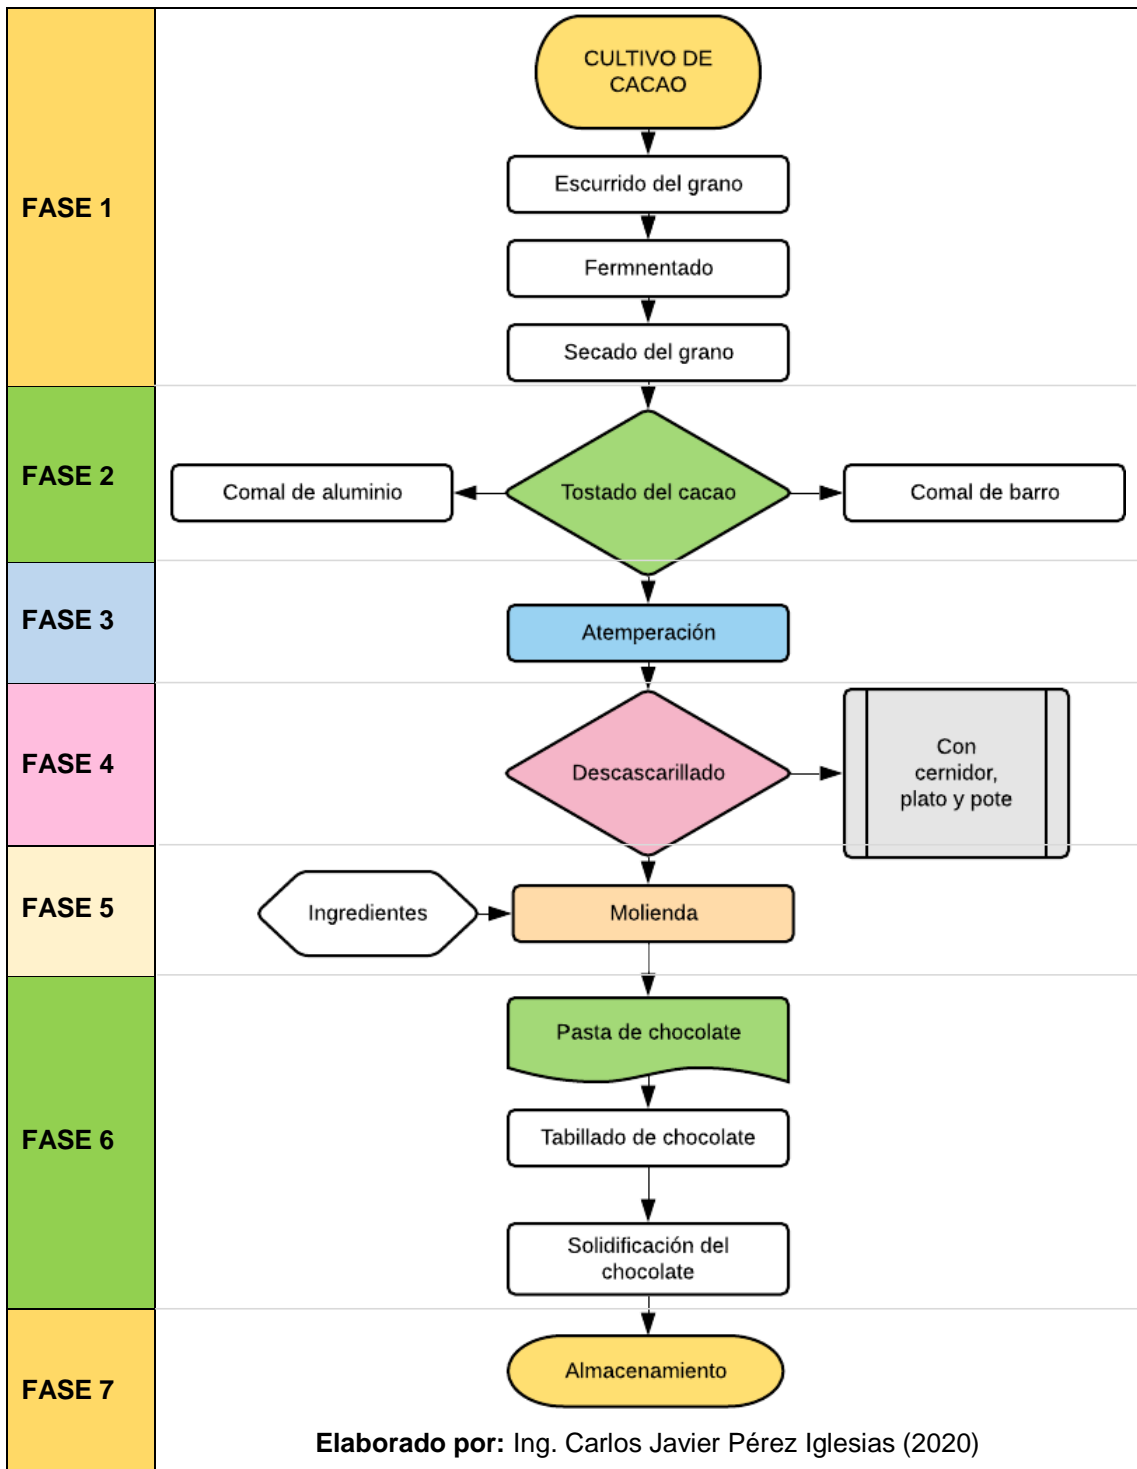 FASE 1
CULTIVO DE
CACAO
Escurrido del grano
Fermnentado
Secado del grano
FASE 2
Comal de aluminio
Tostado del cacao
Comal de barro
FASE 3
Atemperación
FASE 4
Descascarillado
Con
cernidor,
plato y pote
FASE 5
Ingredientes
Molienda
FASE 6
Pasta de chocolate
Tabillado de chocolate
Solidificación del
chocolate
FASE 7
Almacenamiento
Elaborado por: Ing. Carlos Javier Pérez Iglesias (2020)